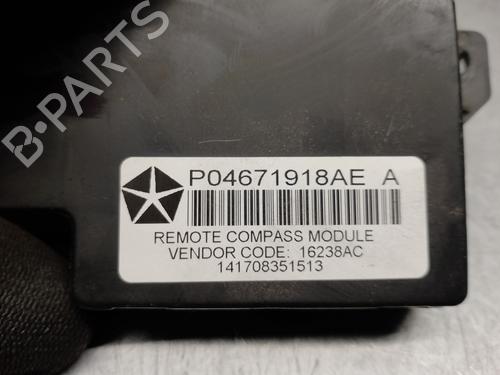 B-PARTS
P04671918AE A
REMOTE COMPASS MODULE
VENDOR CODE: 16238AC
141708351513